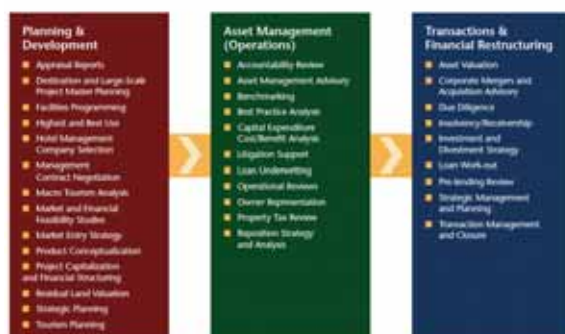 Planning &
Development
Appraisal Reports
Destination and Large-Scale
Project Master Planning
Facilities Programming
Highest and Best Use
Hotel Management
Company Selection
Management
Contract Negotiation
Macro Tourism Analysis
Market and Financial
Feasibility Studies
Market Entry Strategy
Product Conceptualization
Project Capitalization
and Financial Structuring
Residual Land Valuation
Strategic Planning
Tourism Planning
Asset Management
(Operations)
Accountability Review
Asset Management Advisory
Benchmarking
Best Practice Analysis
Capital Expenditure
Cost/Benefit Analysis
Litigation Support
Loan Underwriting
Operational Reviews
Owner Representation
Property Tax Review
Reposition Strategy
and Analysis
Transactions &
Financial Restructuring
Asset Valuation
Corporate Mergers and
Acquisition Advisory
Due Diligence
Insolvency/Receivership
Investment and
Divestment Strategy
Loan Work-out
Pre-lending Review
Strategic Management
and Planning
Transaction Management
and Closure